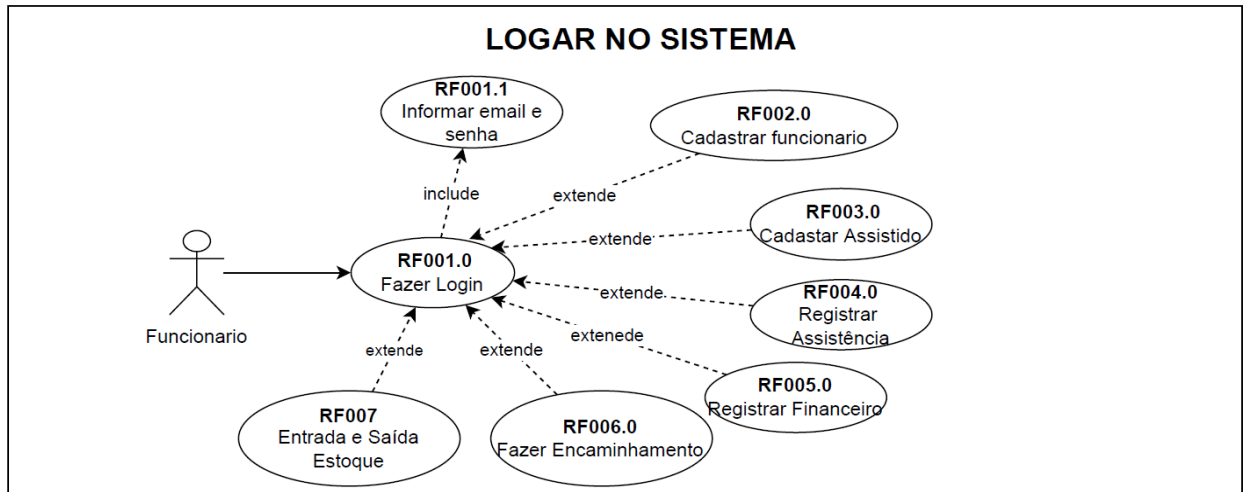 LOGAR NO SISTEMA
RF001.1
Informar email e
senha
RF002.0
Cadastrar funcionario
include
extende
RF003.0
Cadastar Assistido
extende
RF001.0
Fazer Login
Funcionario
extende
RF004.0
Registrar
Assistência
extenede
extende
extende
RF005.0
Registrar Financeiro
RF007
Entrada e Saída
Estoque
RF006.0
Fazer Encaminhamento